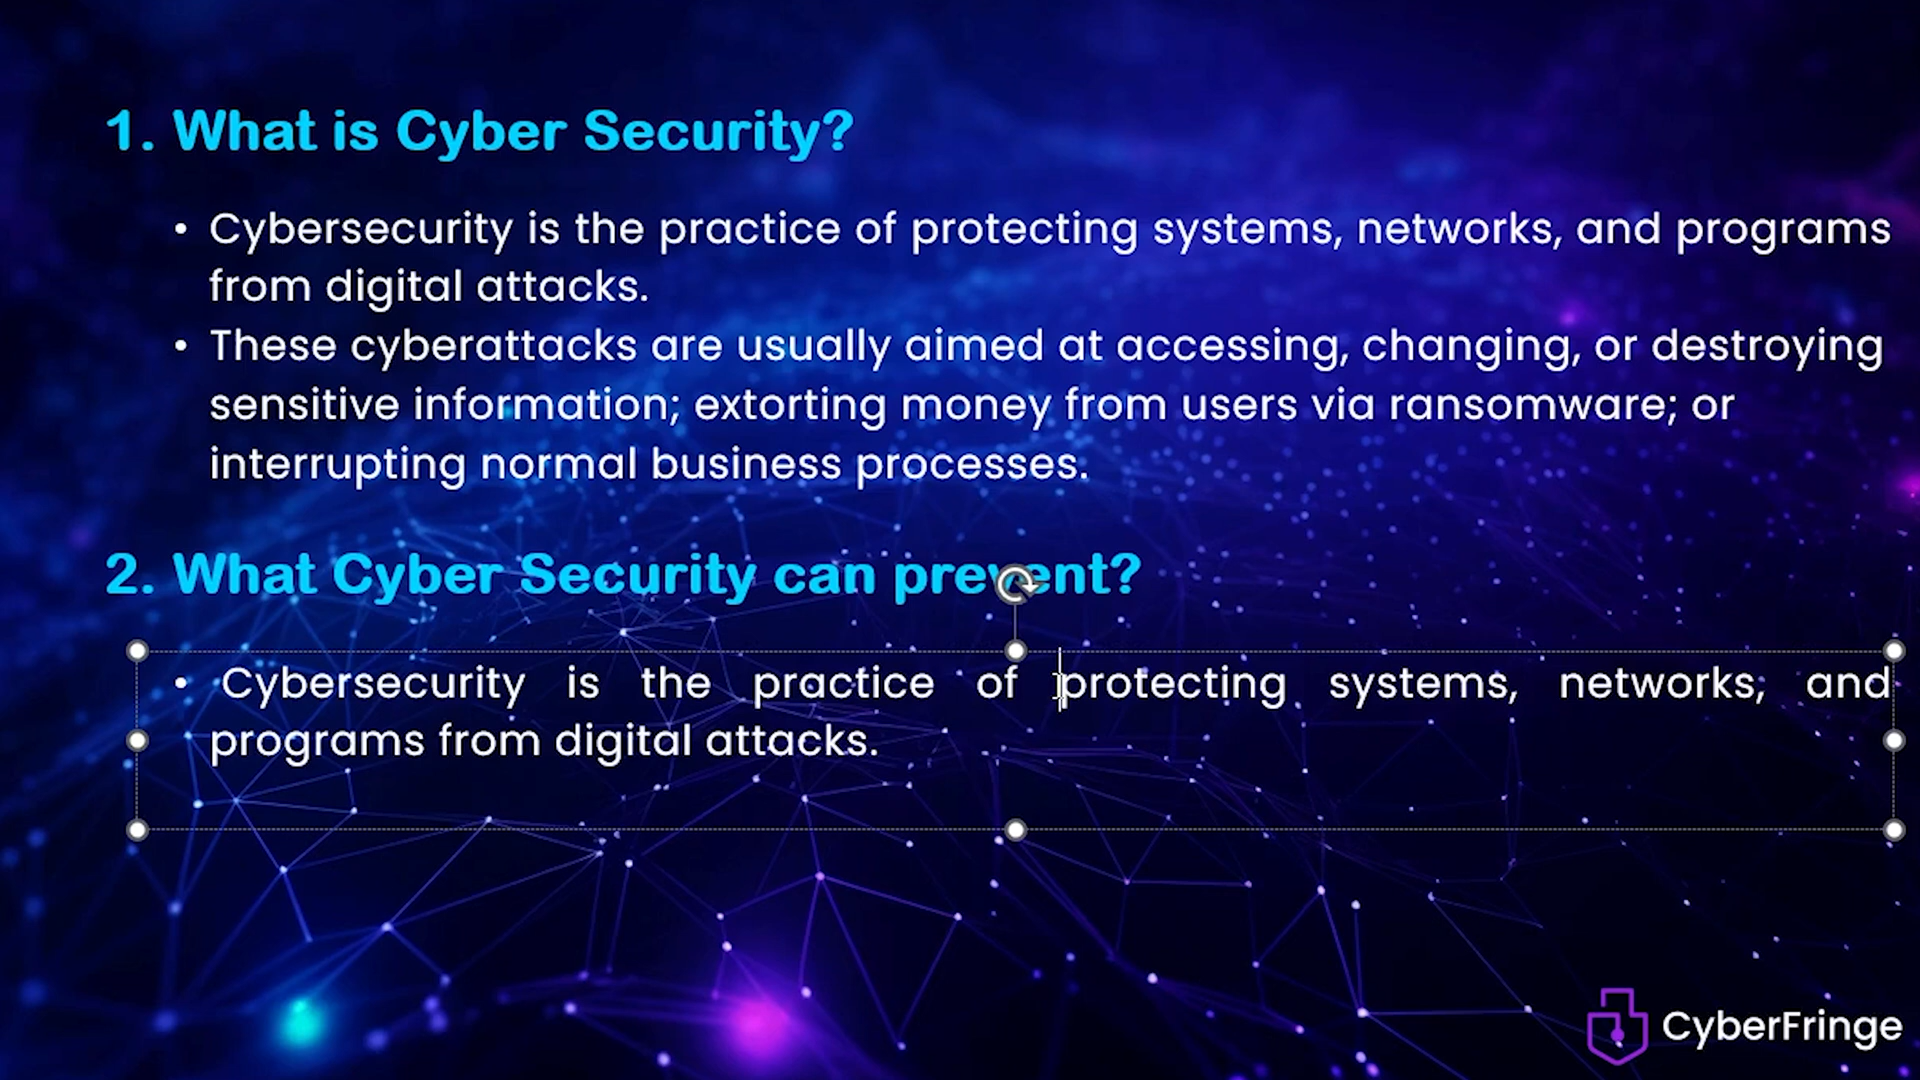 1. What is Cyber Security?
• Cybersecurity is the practice of protecting systems, networks, and programs
from digital attacks.
• These cyberattacks are usually aimed at accessing, changing, or destroying
sensitive information; extorting money from users via ransomware; or
interrupting normal business processes.
2. What Cyber Security can prevent?
• Cybersecurity is the practice of protecting systems, networks, and
programs from digital attacks.
CyberFringe